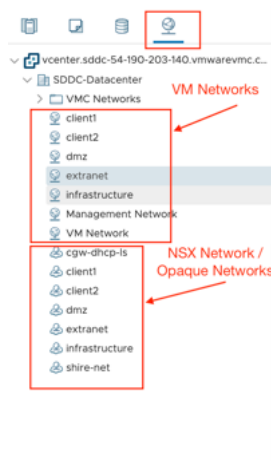 vcenter.sddc-54-190-203-140.vmwarevmc.c...
SDDC-Datacenter
VMC Networks
VM Networks
client1
client2
dmz
extranet
infrastructure
Management Network
VM Network
cgw-dhcp-ls
NSX Network /
Opaque Networks
client1
client2
dmz
extranet
infrastructure
shire-net